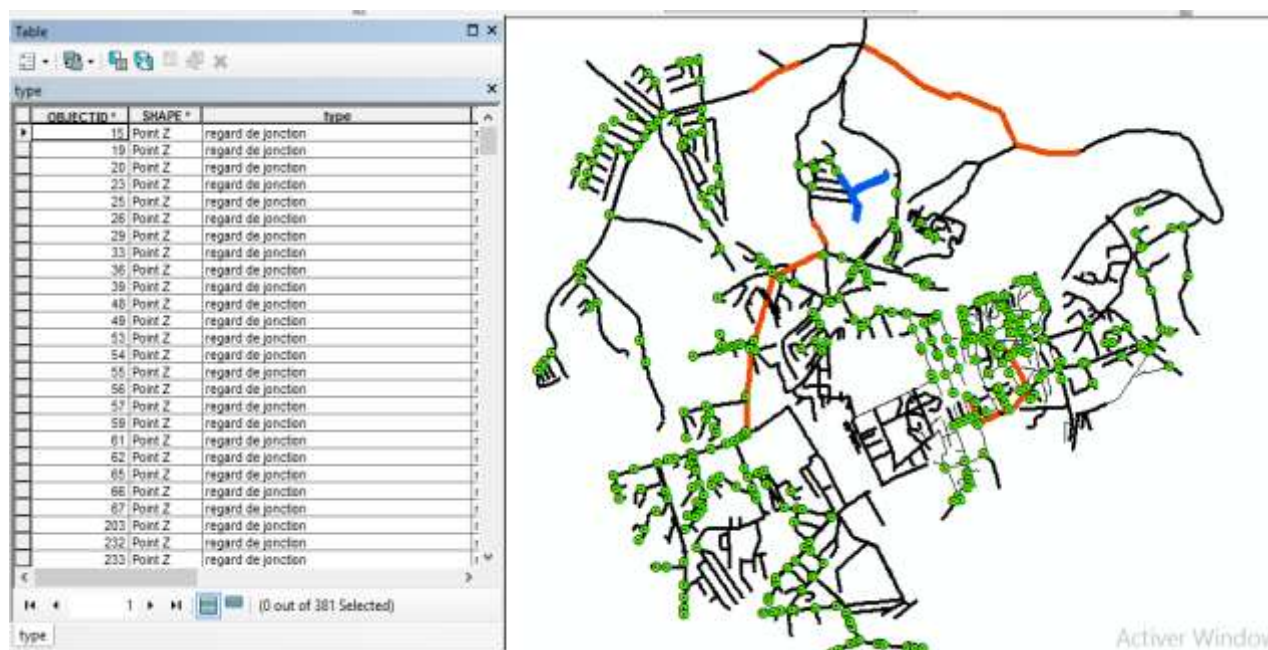 Table
type
OBJECTID * SHAPE * type
15 Point Z regard de jonction
19 Point Z regard de jonction
20 Point Z regard de jonction
23 Point Z regard de jonction
25 Point Z regard de jonction
26 Point Z regard de jonction
29 Point Z regard de jonction
33 Point Z regard de jonction
36 Point Z regard de jonction
39 Point Z regard de jonction
48 Point Z regard de jonction
49 Point Z regard de jonction
53 Point Z regard de jonction
54 Point Z regard de jonction
55 Point Z regard de jonction
56 Point Z regard de jonction
57 Point Z regard de jonction
59 Point Z regard de jonction
61 Point Z regard de jonction
62 Point Z regard de jonction
65 Point Z regard de jonction
66 Point Z regard de jonction
67 Point Z regard de jonction
203 Point Z regard de jonction
232 Point Z regard de jonction
233 Point Z regard de jonction
1 (0 out of 381 Selected)
type
Activer Window